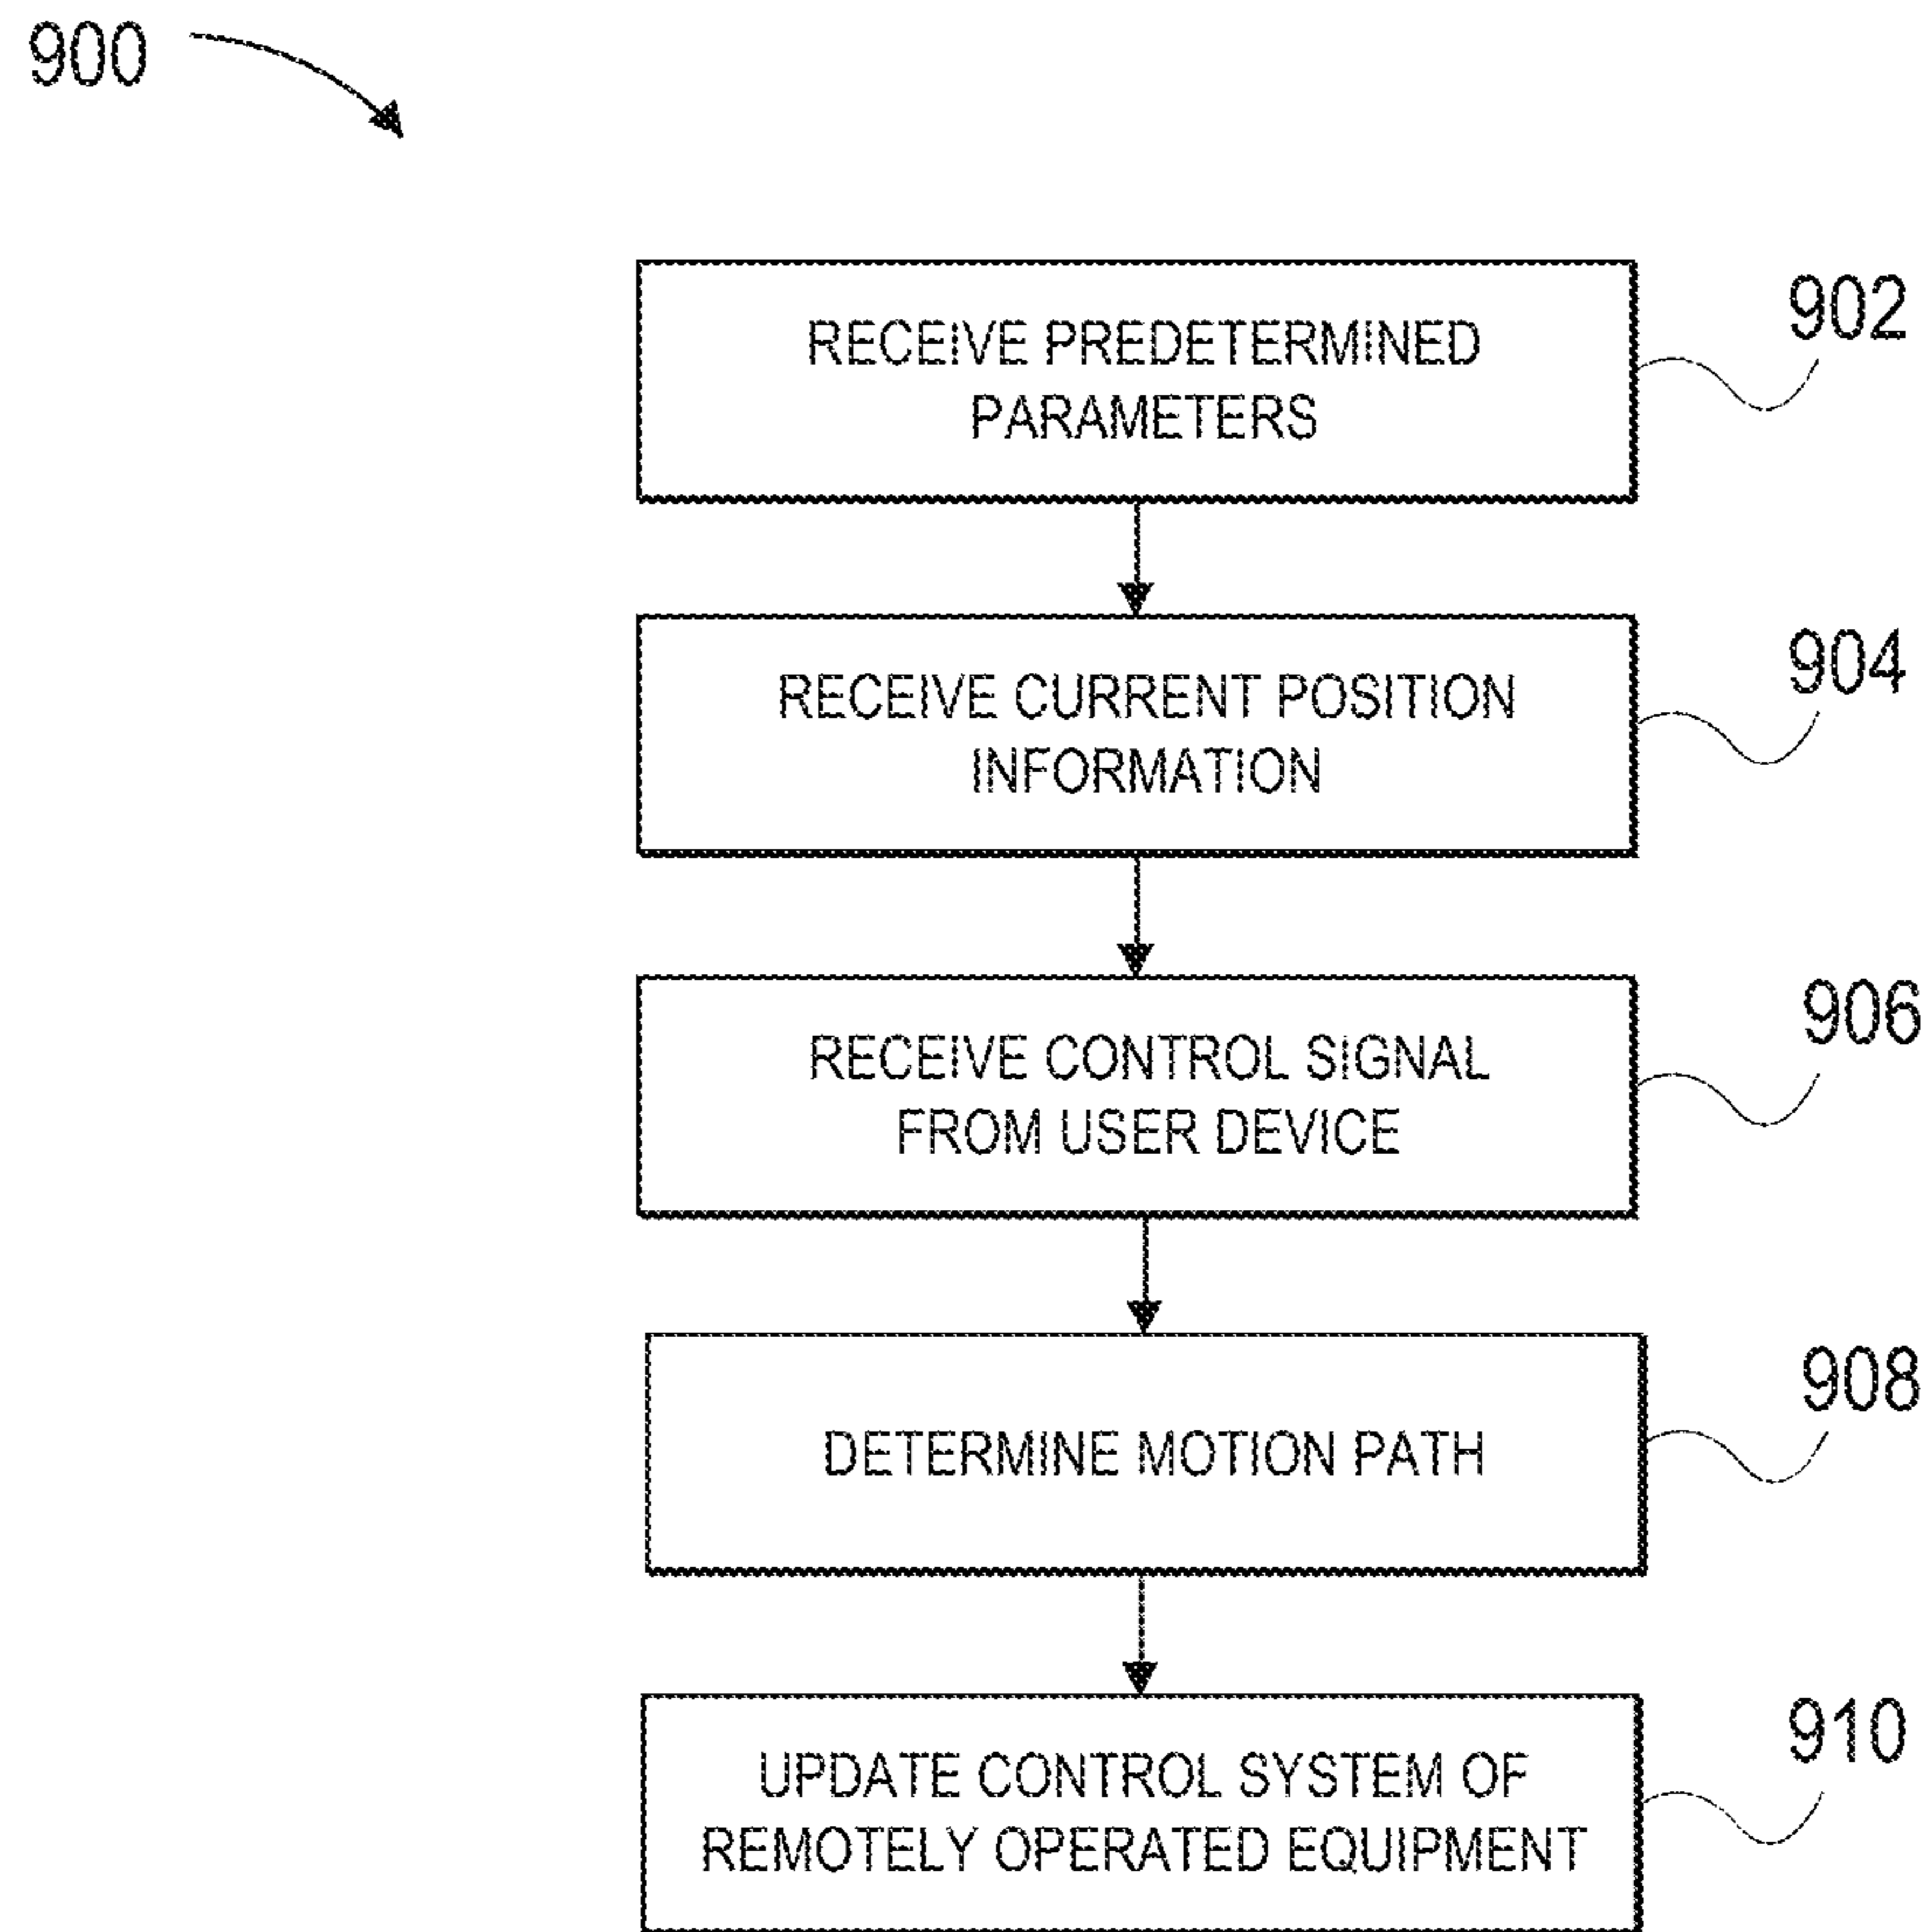 900
902
RECEIVE PREDETERMINED
PARAMETERS
904
RECEIVE CURRENT POSITION
INFORMATION
906
RECEIVE CONTROL SIGNAL
FROM USER DEVICE
908
DETERMINE MOTION PATH
910
UPDATE CONTROL SYSTEM OF
REMOTELY OPERATED EQUIPMENT